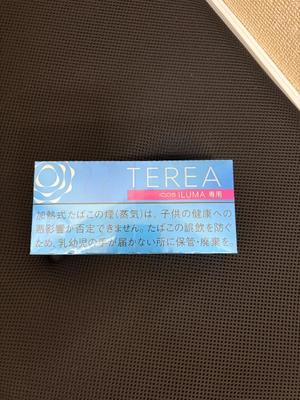 TEREA
IQOS ILUMA 専用
加熱式たばこの煙(蒸気)は、子供の健康への
悪影響が否定できません。たばこの誤飲を防ぐ
ため、乳幼児の手が届かない所に保管・廃棄を。